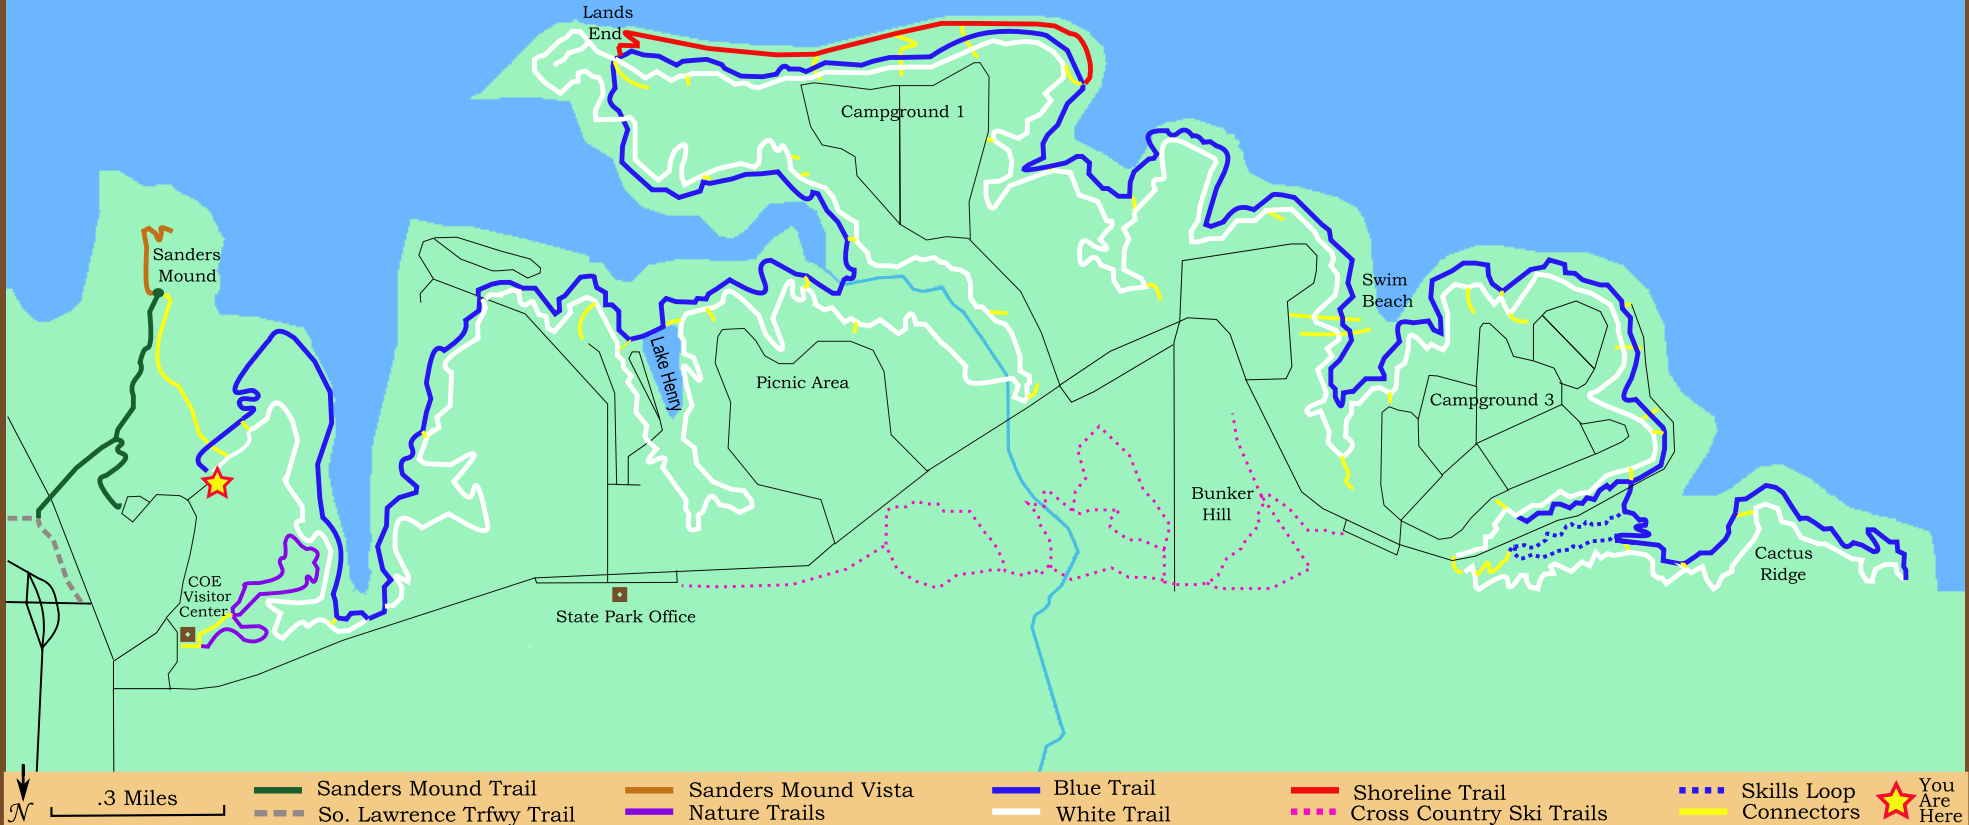 Lands
End
Campground 1
Sanders
Mound
Swim
Beach
Lake Henry
Picnic Area
Campground 3
Bunker
Hill
Cactus
Ridge
COE
Visitor
Center
State Park Office
N
.3 Miles
Sanders Mound Trail
So. Lawrence Trfwy Trail
Sanders Mound Vista
Nature Trails
Blue Trail
White Trail
Shoreline Trail
Cross Country Ski Trails
Skills Loop
Connectors
You
Are
Here